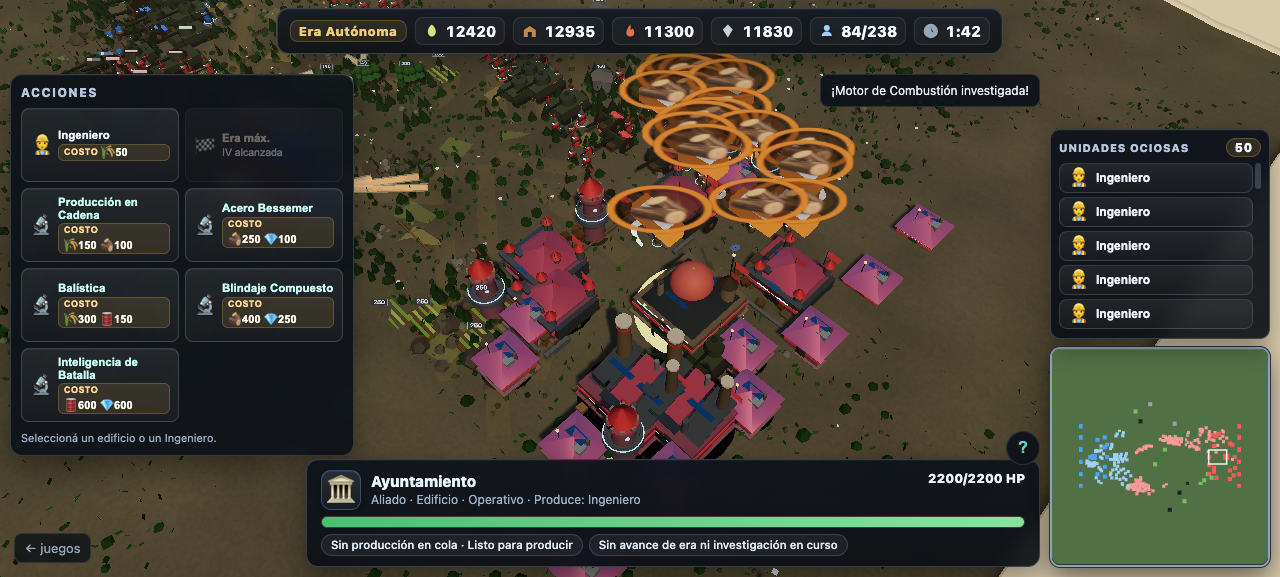 Era Autónoma
12420
12935
11300
11830
84/238
1:42
¡Motor de Combustión investigada!
ACCIONES
Ingeniero
COSTO 50
Era máx.
IV alcanzada
Producción en
Cadena
COSTO
150 100
Acero Bessemer
COSTO
250 100
Balística
COSTO
300 150
Blindaje Compuesto
COSTO
400 250
Inteligencia de
Batalla
COSTO
600 600
Seleccioná un edificio o un Ingeniero.
UNIDADES OCIOSAS 50
Ingeniero
Ingeniero
Ingeniero
Ingeniero
Ingeniero
250
?
Ayuntamiento
2200/2200 HP
Aliado · Edificio · Operativo · Produce: Ingeniero
Sin producción en cola · Listo para producir
Sin avance de era ni investigación en curso
← juegos